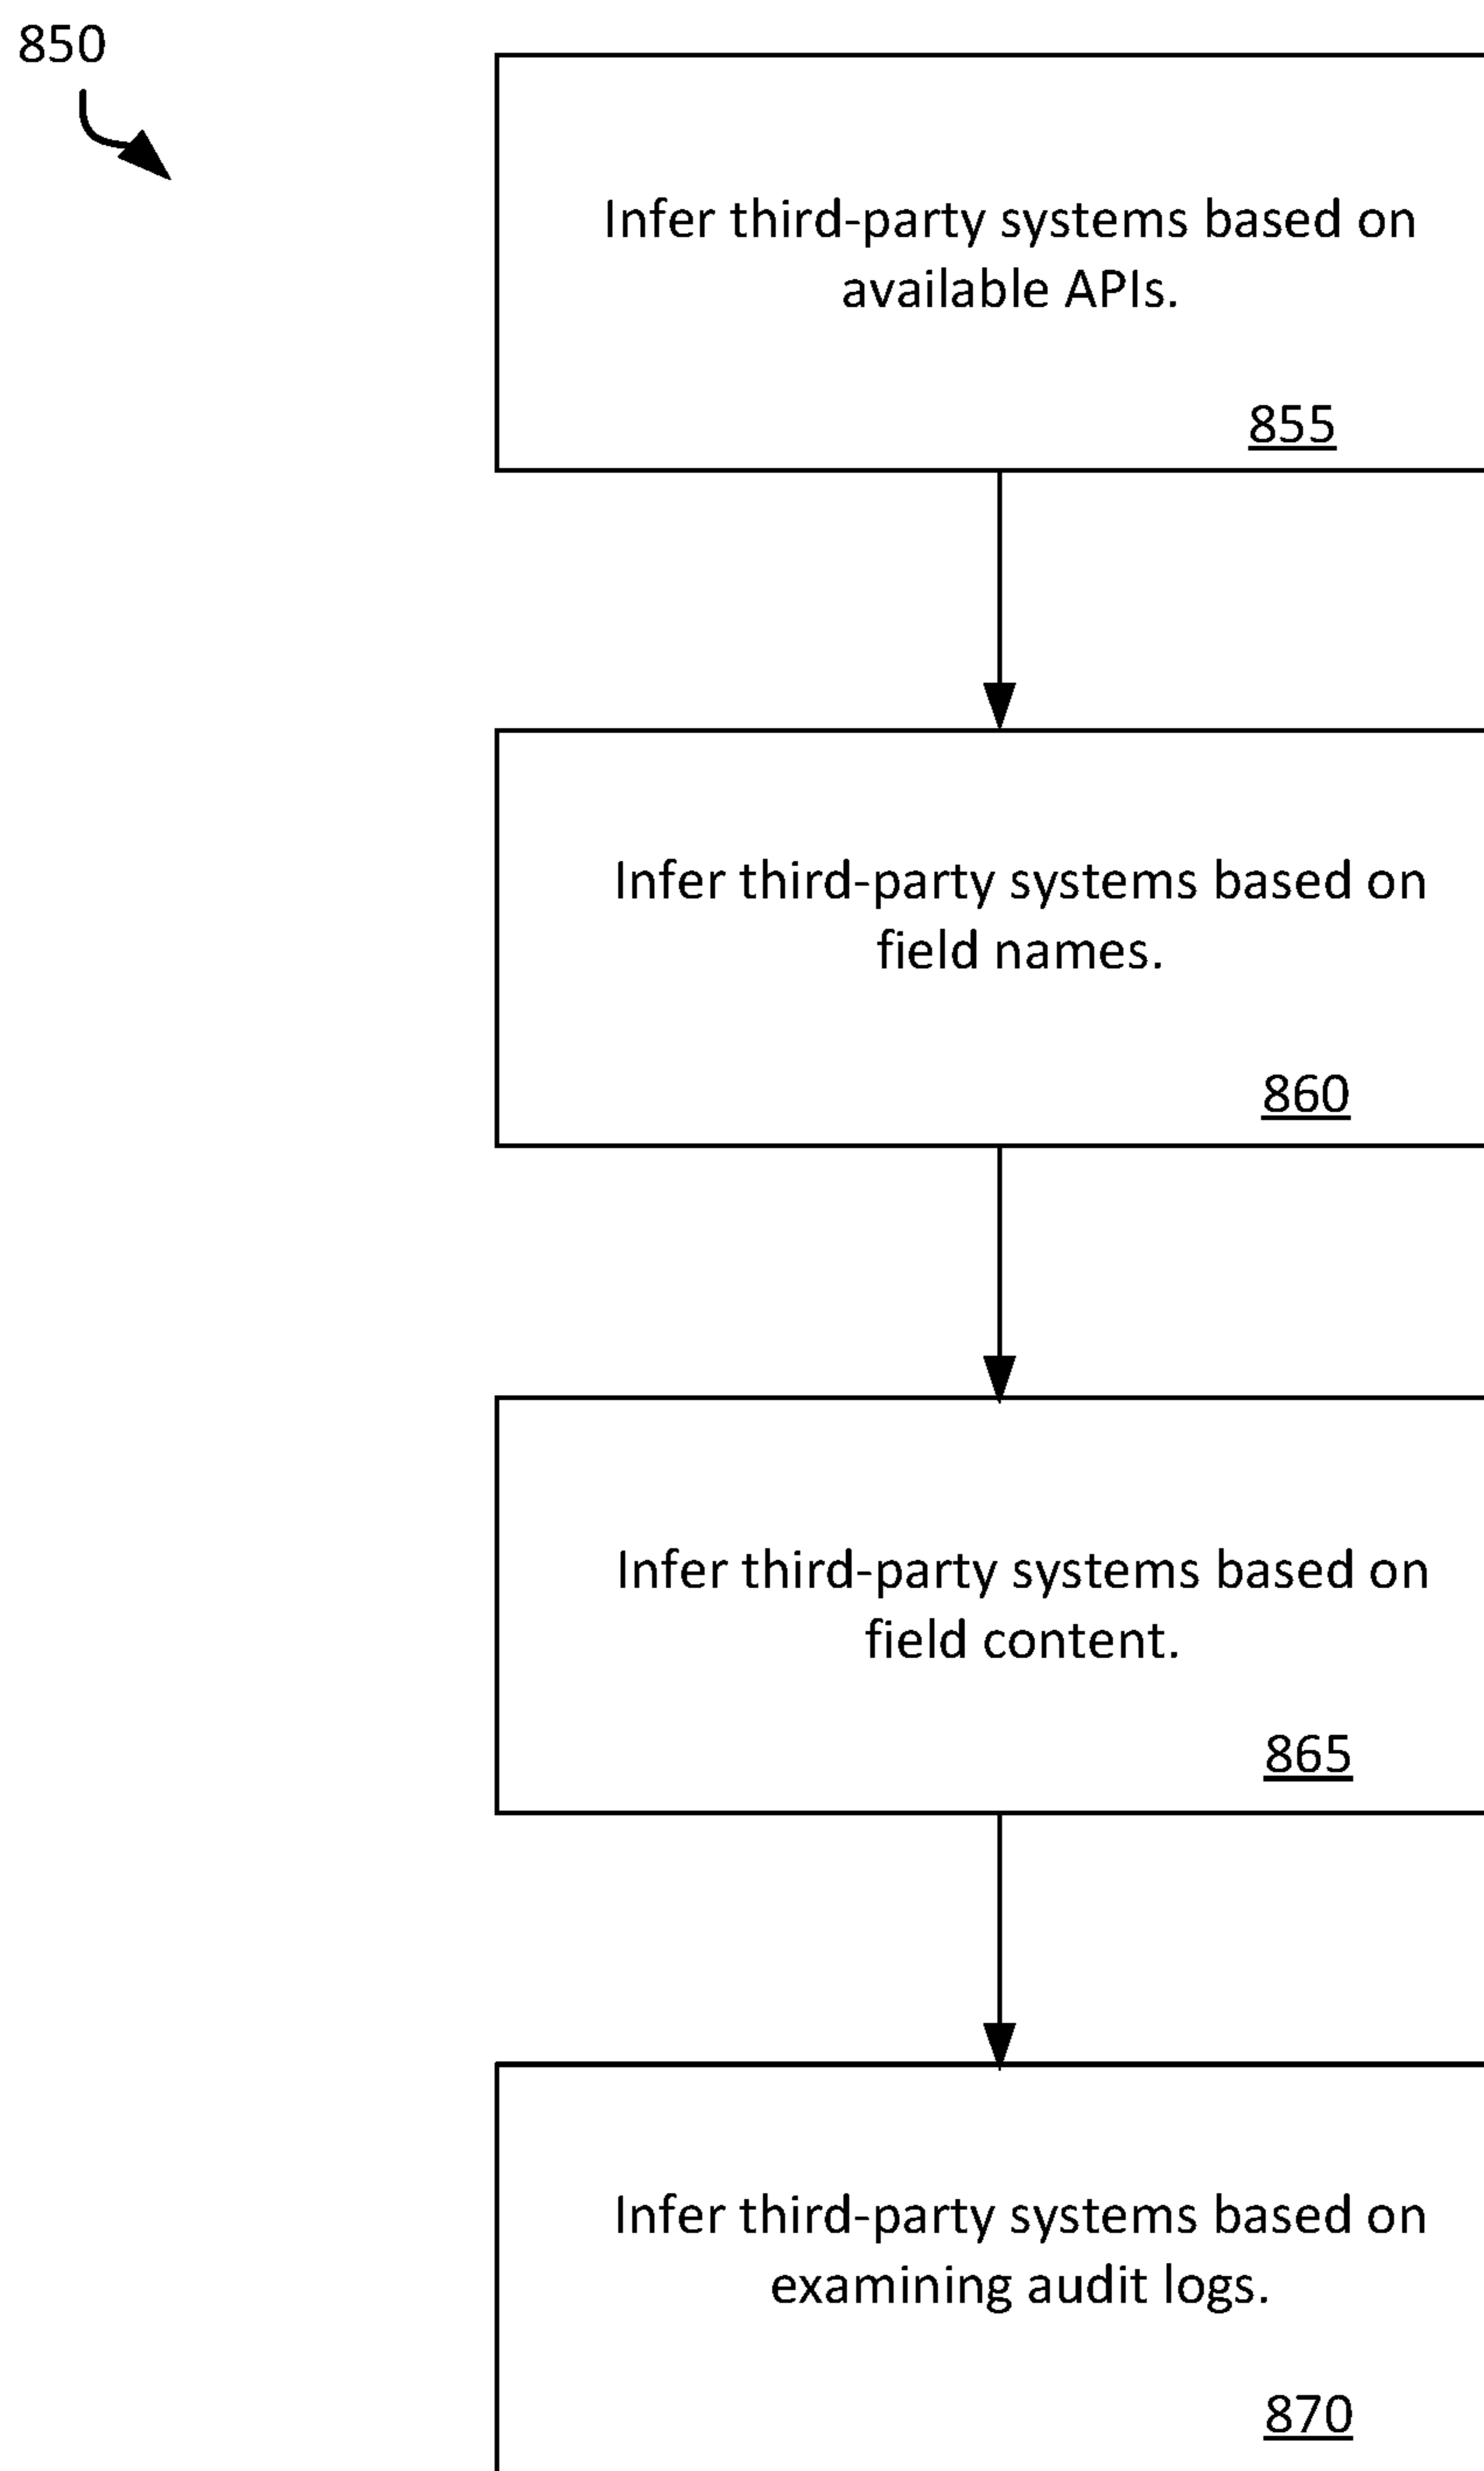 850
Infer third-party systems based on
available APIs.
855
Infer third-party systems based on
field names.
860
Infer third-party systems based on
field content.
865
Infer third-party systems based on
examining audit logs.
870